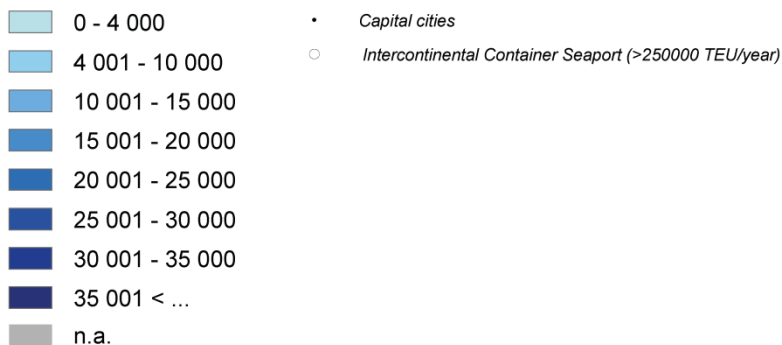 0 - 4 000
4 001 - 10 000
10 001 - 15 000
15 001 - 20 000
20 001 - 25 000
25 001 - 30 000
30 001 - 35 000
35 001 < ...
n.a.
Capital cities
Intercontinental Container Seaport (>250000 TEU/year)